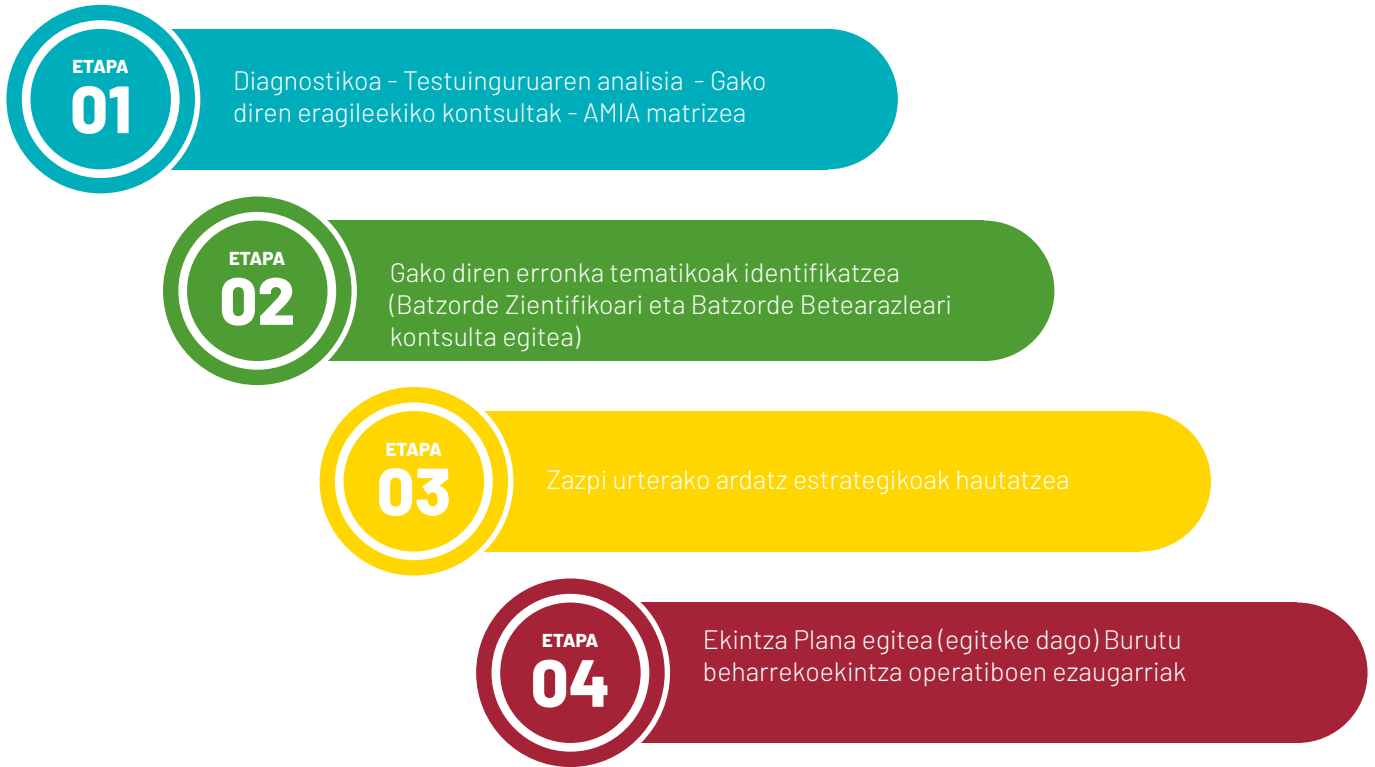 ETAPA
01
Diagnostikoa - Testuinguruaren analisia - Gako
diren eragileekiko kontsultak - AMIA matrizea
ETAPA
02
Gako diren erronka tematikoak identifikatzea
(Batzorde Zientifikoari eta Batzorde Betearazleari
kontsulta egitea)
ETAPA
03
Zazpi urterako ardatz estrategikoak hautatzea
ETAPA
04
Ekintza Plana egitea (egiteke dago) Burutu
beharrekoekintza operatiboen ezaugarriak